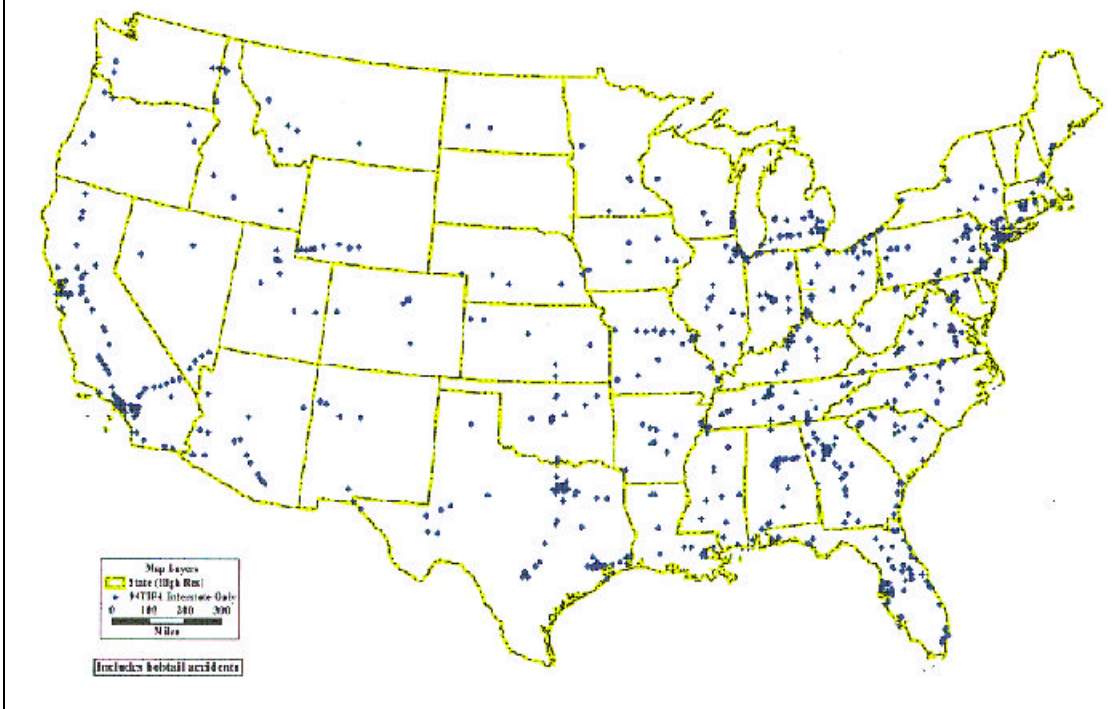 Map Layers
State (High Res)
Interstate Only
0 100 200 300
Miles
Includes bobtail accidents